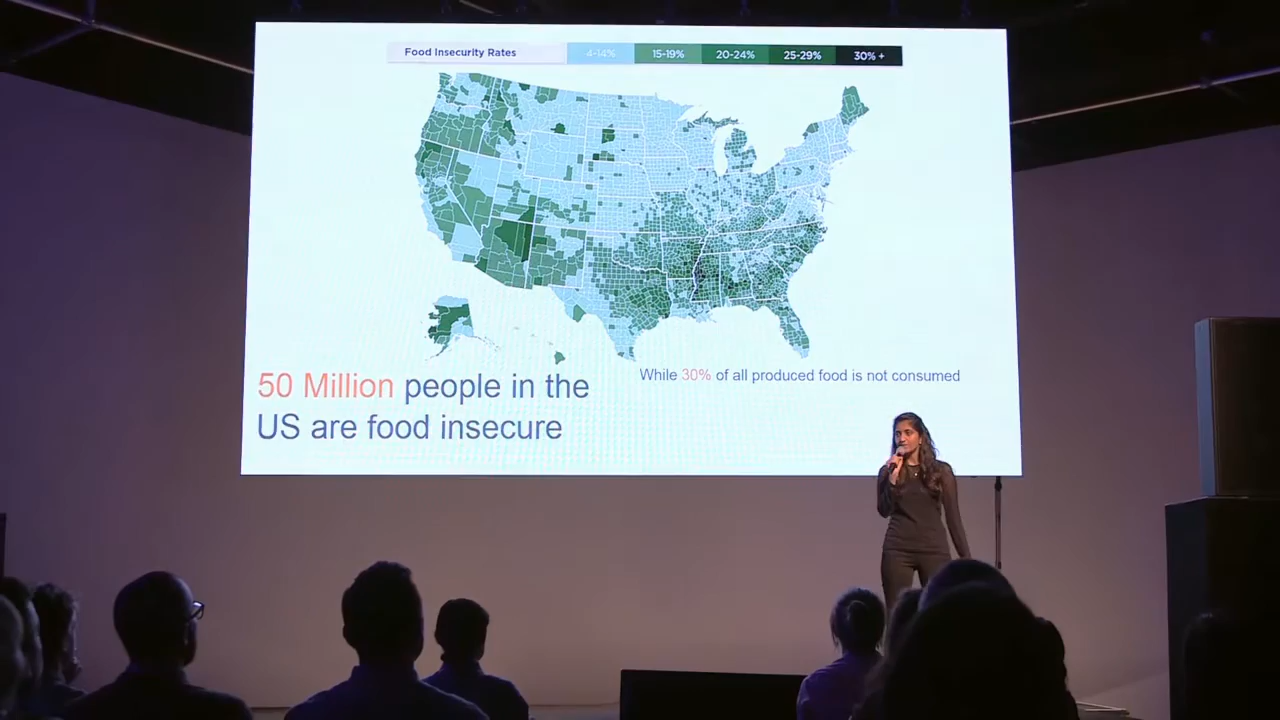 Food Insecurity Rates 4-14% 15-19% 20-24% 25-29% 30% +
50 Million people in the
US are food insecure
While 30% of all produced food is not consumed